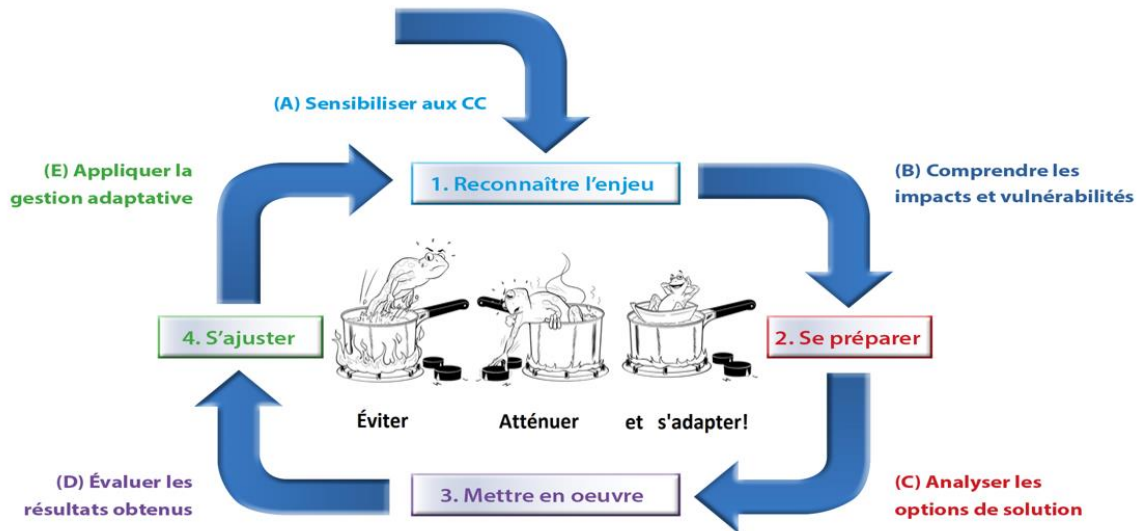 (A) Sensibiliser aux CC
(E) Appliquer la
gestion adaptative
1. Reconnaître l'enjeu
(B) Comprendre les
impacts et vulnérabilités
4. S'ajuster
2. Se préparer
Éviter
Atténuer
et s'adapter!
(D) Évaluer les
résultats obtenus
3. Mettre en oeuvre
(C) Analyser les
options de solution